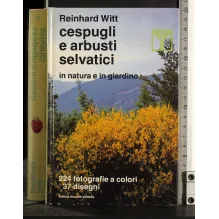 Reinhard Witt
cespugli
e arbusti
selvatici
in natura e in giardino
224 fotografie a colori
37 disegni